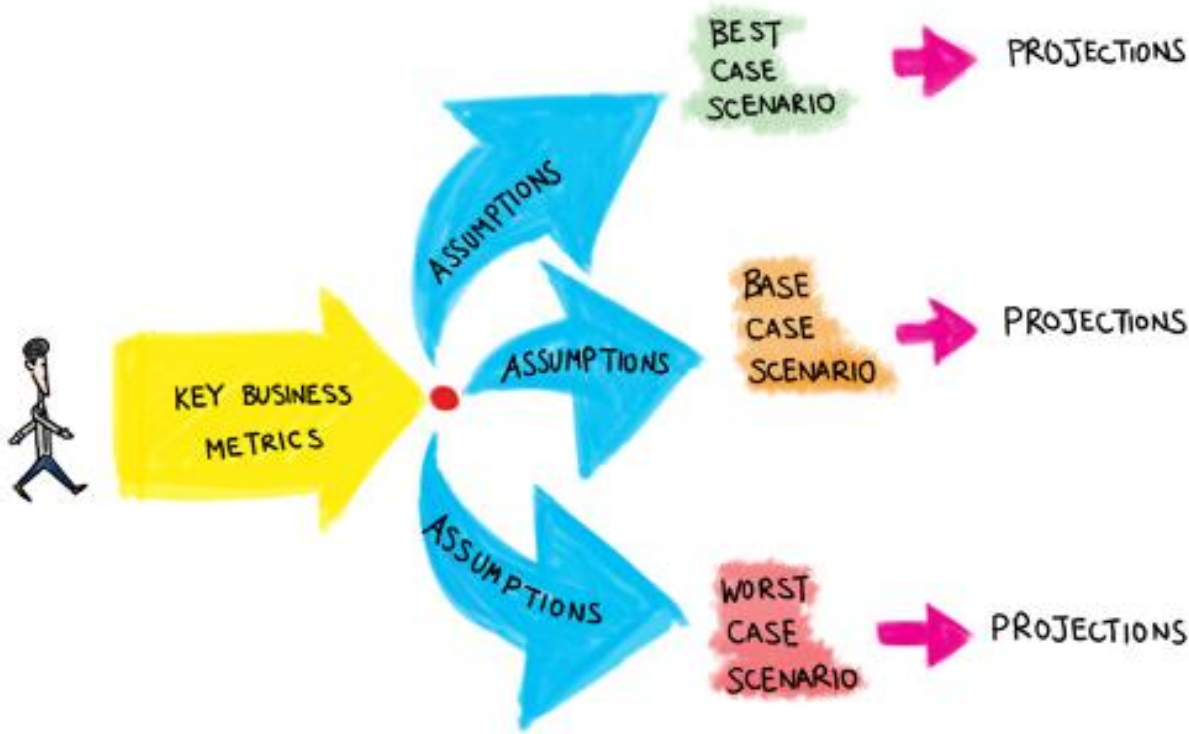 BEST
CASE
SCENARIO
PROJECTIONS
ASSUMPTIONS
BASE
CASE
SCENARIO
PROJECTIONS
ASSUMPTIONS
KEY BUSINESS
METRICS
ASSUMPTIONS
WORST
CASE
SCENARIO
PROJECTIONS